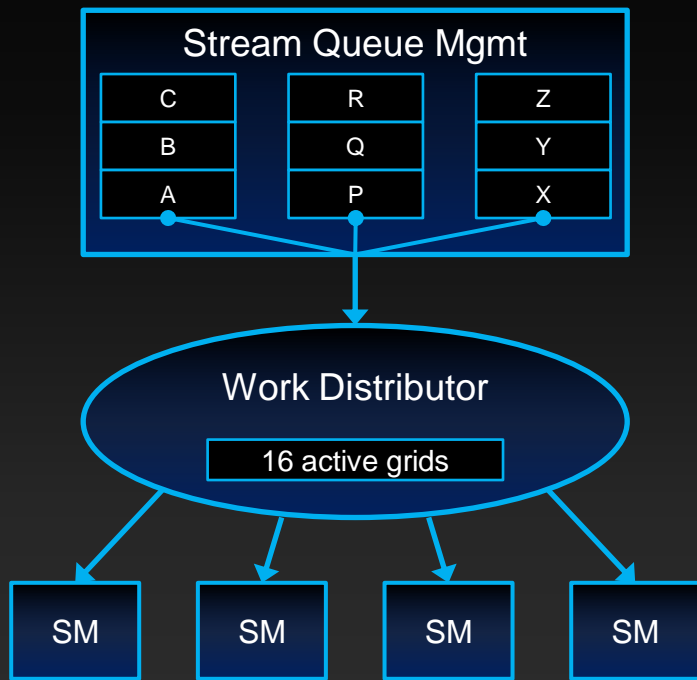 Stream Queue Mgmt
C R Z
B Q Y
A P X
Work Distributor
16 active grids
SM SM SM SM